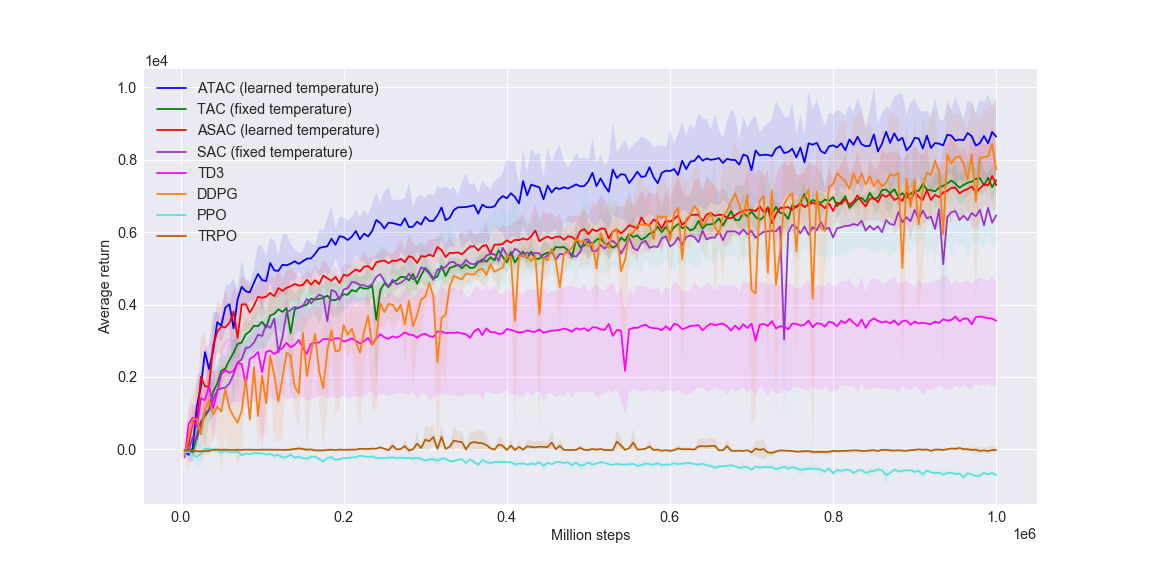 1e4
1.0
0.8
0.6
0.4
0.2
0.0
Average return
ATAC (learned temperature)
TAC (fixed temperature)
ASAC (learned temperature)
SAC (fixed temperature)
TD3
DDPG
PPO
TRPO
0.0 0.2 0.4 0.6 0.8 1.0
Million steps
1e6